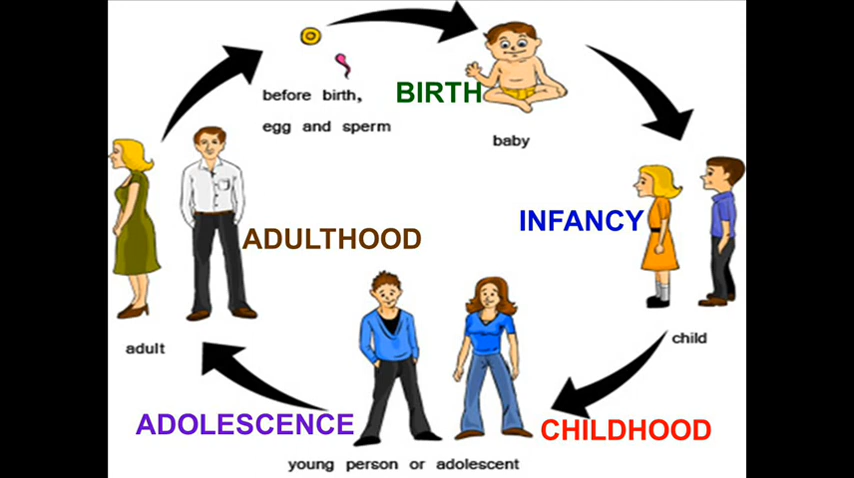 before birth,
egg and sperm
BIRTH
baby
INFANCY
child
CHILDHOOD
young person or adolescent
ADOLESCENCE
adult
ADULTHOOD